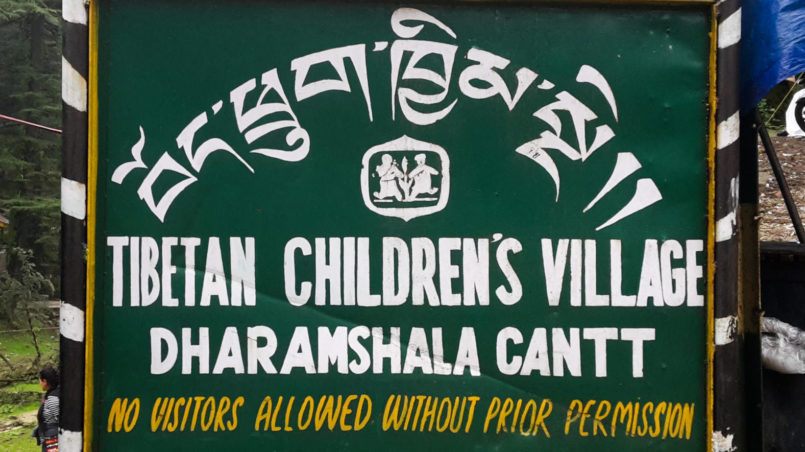 བོད་ཕྲུག་ཁྱིམ་སྡེ།།
TIBETAN CHILDREN'S VILLAGE
DHARAMSHALA CANTT
NO VISITORS ALLOWED WITHOUT PRIOR PERMISSION